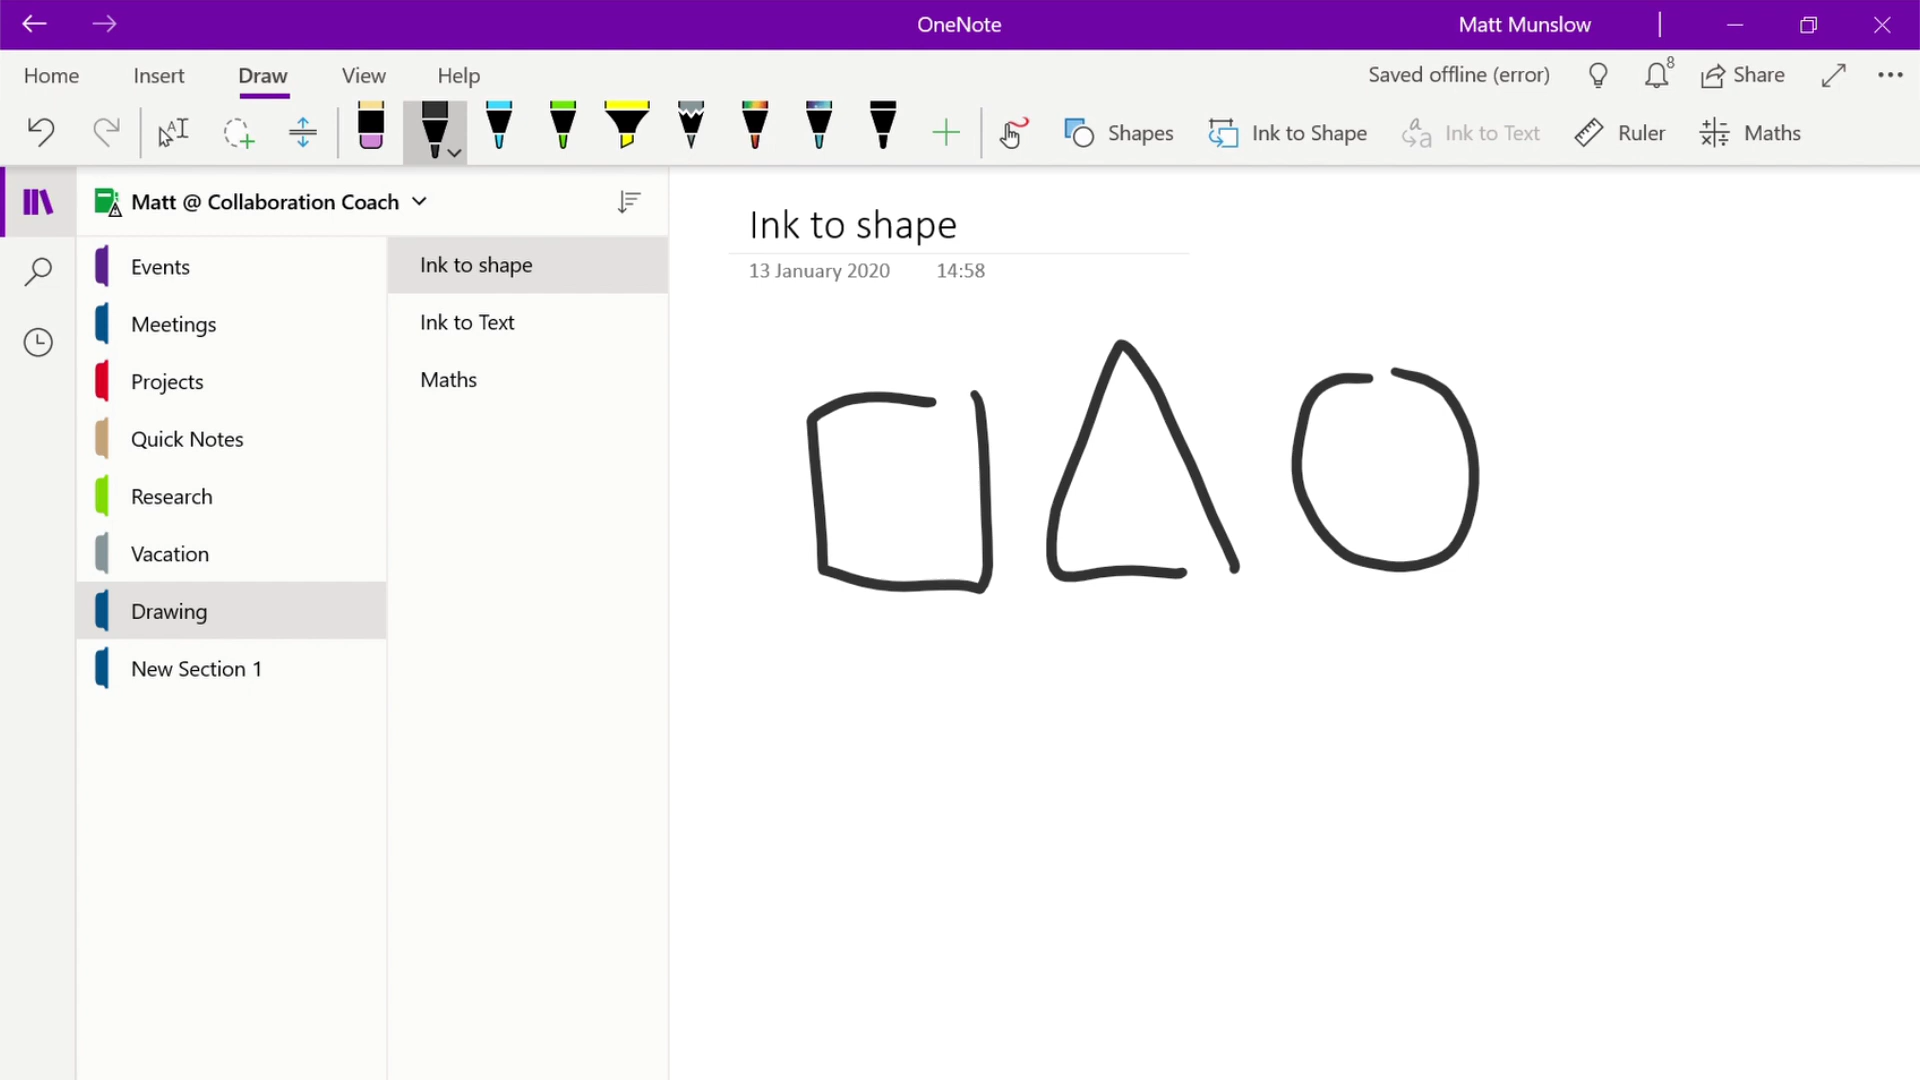 OneNote
Matt Munslow
Home Insert Draw View Help
Saved offline (error) 8 Share
Shapes Ink to Shape Ink to Text Ruler Maths
Matt @ Collaboration Coach
Events
Meetings
Projects
Quick Notes
Research
Vacation
Drawing
New Section 1
Ink to shape
Ink to Text
Maths
Ink to shape
13 January 2020 14:58